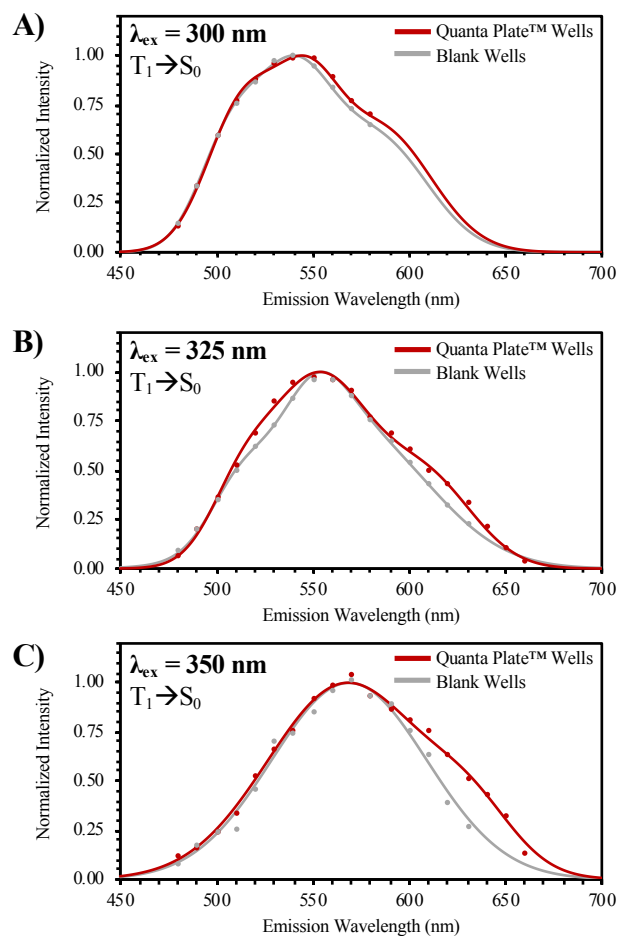 A)
λex = 300 nm
T1→S0
Quanta Plate™ Wells
Blank Wells
Normalized Intensity
1.00
0.75
0.50
0.25
0.00
450 500 550 600 650 700
Emission Wavelength (nm)
B)
λex = 325 nm
T1→S0
Quanta Plate™ Wells
Blank Wells
Normalized Intensity
1.00
0.75
0.50
0.25
0.00
450 500 550 600 650 700
Emission Wavelength (nm)
C)
λex = 350 nm
T1→S0
Quanta Plate™ Wells
Blank Wells
Normalized Intensity
1.00
0.75
0.50
0.25
0.00
450 500 550 600 650 700
Emission Wavelength (nm)